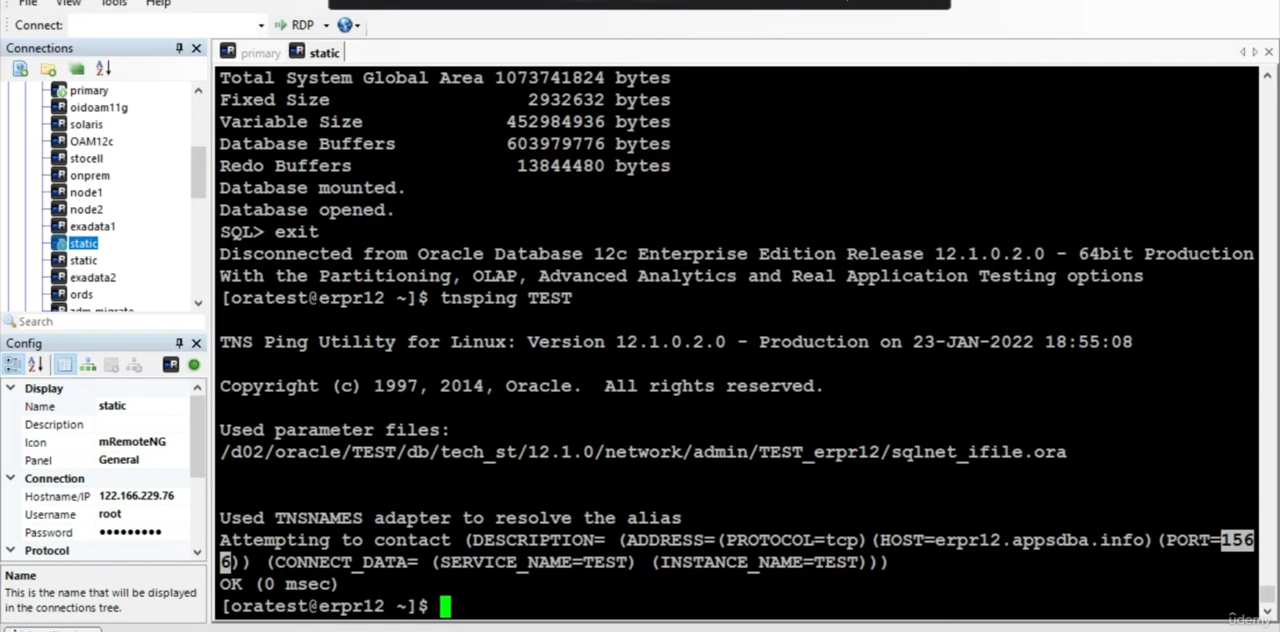 File View Tools Help
Connect: RDP
Connections
primary
oidoam11g
solaris
OAM12c
stocell
onprem
node1
node2
exadata1
static
static
exadata2
ords
Search
Config
Display
Name static
Description
Icon mRemoteNG
Panel General
Connection
Hostname/IP 122.166.229.76
Username root
Password ●●●●●●●●●
Protocol
Name
This is the name that will be displayed
in the connections tree.
primary static
Total System Global Area 1073741824 bytes
Fixed Size 2932632 bytes
Variable Size 452984936 bytes
Database Buffers 603979776 bytes
Redo Buffers 13844480 bytes
Database mounted.
Database opened.
SQL> exit
Disconnected from Oracle Database 12c Enterprise Edition Release 12.1.0.2.0 - 64bit Production
With the Partitioning, OLAP, Advanced Analytics and Real Application Testing options
[oratest@erpr12 ~]$ tnsping TEST
TNS Ping Utility for Linux: Version 12.1.0.2.0 - Production on 23-JAN-2022 18:55:08
Copyright (c) 1997, 2014, Oracle. All rights reserved.
Used parameter files:
/d02/oracle/TEST/db/tech_st/12.1.0/network/admin/TEST_erpr12/sqlnet_ifile.ora
Used TNSNAMES adapter to resolve the alias
Attempting to contact (DESCRIPTION= (ADDRESS=(PROTOCOL=tcp)(HOST=erpr12.appsdba.info)(PORT=156
6)) (CONNECT_DATA= (SERVICE_NAME=TEST) (INSTANCE_NAME=TEST)))
OK (0 msec)
[oratest@erpr12 ~]$
udemy